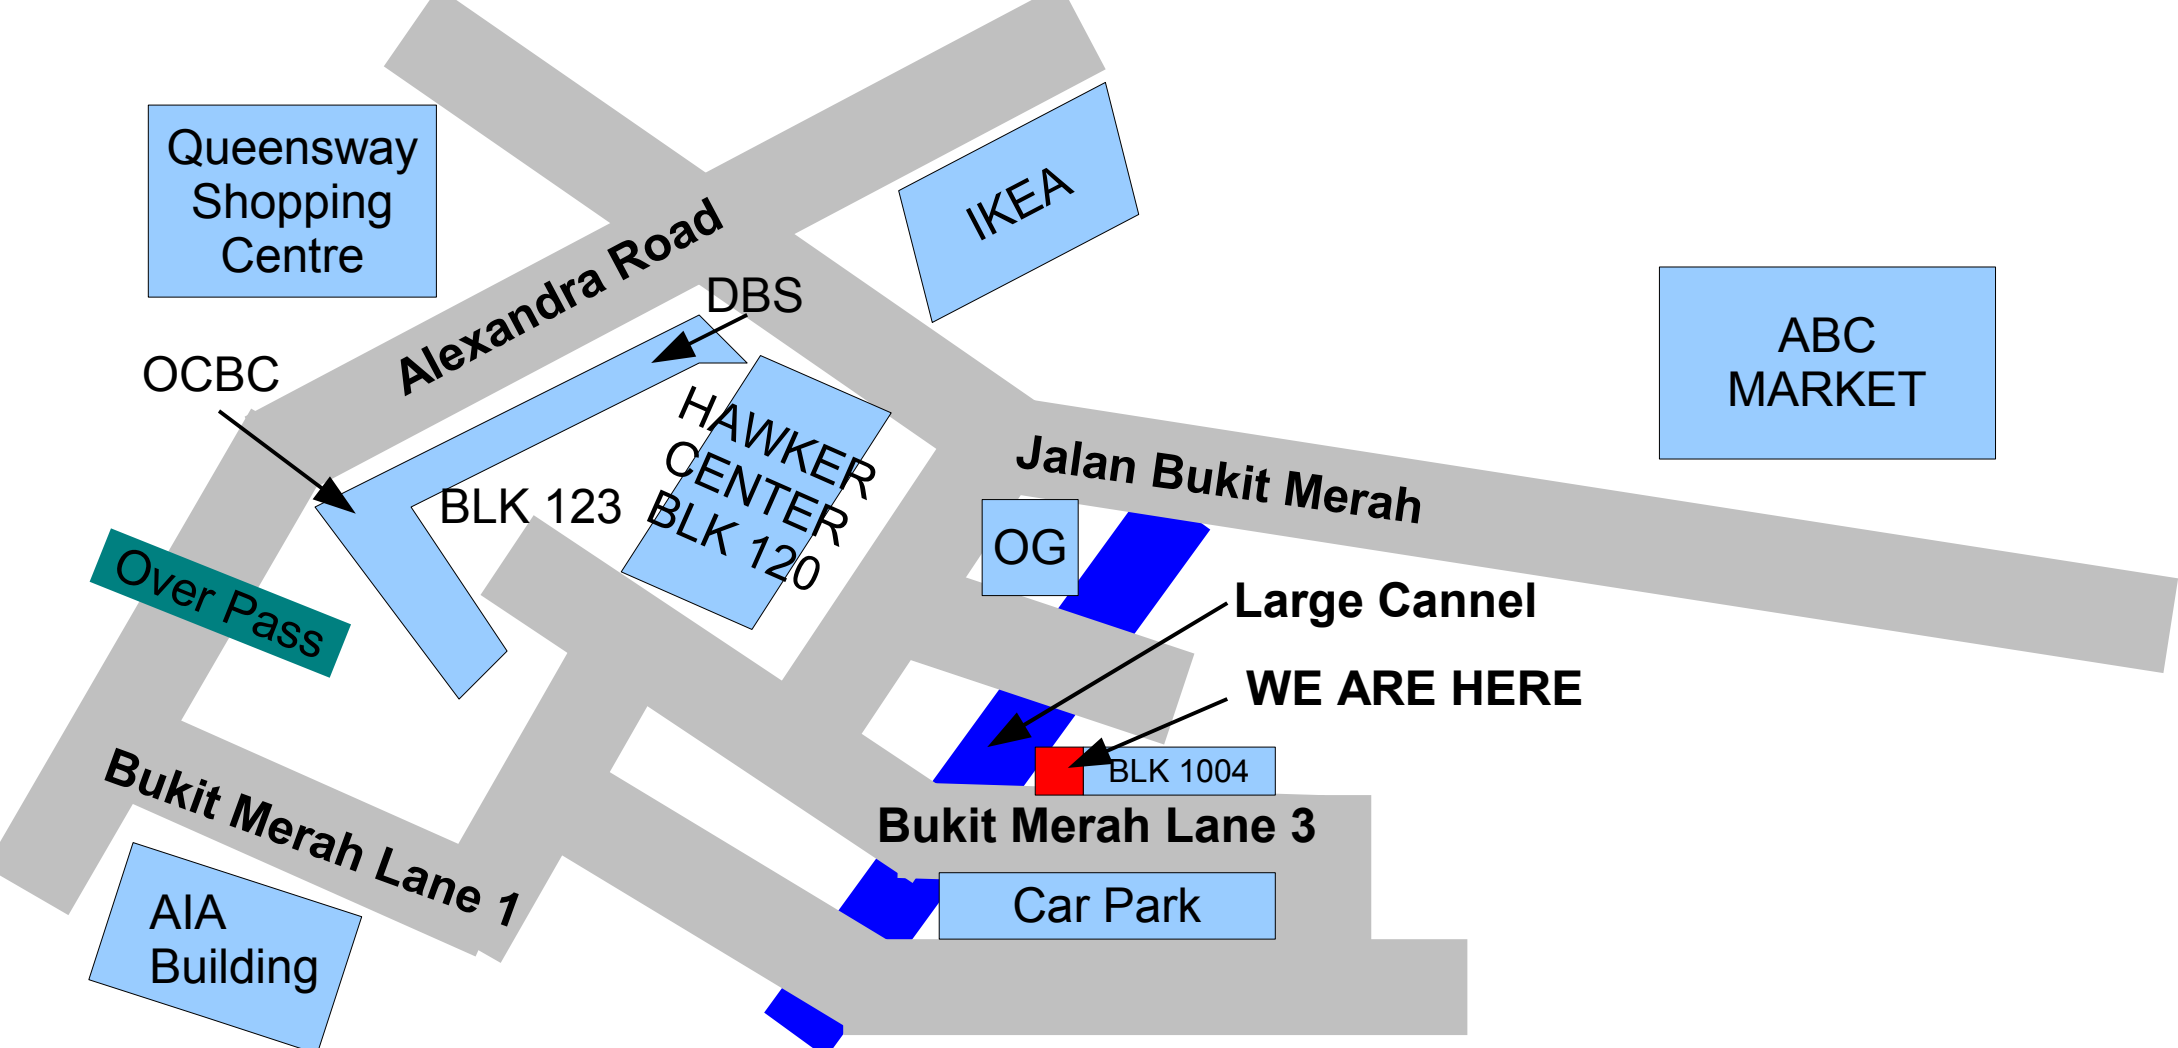 Queensway
Shopping
Centre
Alexandra Road
IKEA
DBS
OCBC
ABC
MARKET
HAWKER
CENTER
BLK 120
BLK 123
Jalan Bukit Merah
OG
Over Pass
Large Cannel
WE ARE HERE
BLK 1004
Bukit Merah Lane 3
Bukit Merah Lane 1
Car Park
AIA
Building